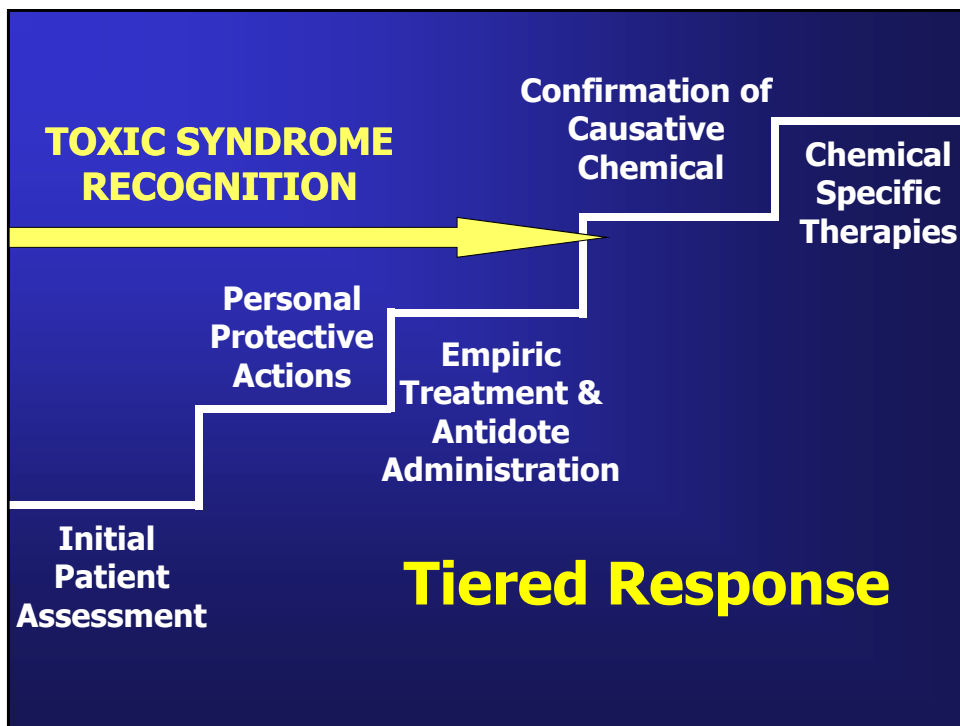 TOXIC SYNDROME
RECOGNITION
Confirmation of
Causative
Chemical
Chemical
Specific
Therapies
Personal
Protective
Actions
Empiric
Treatment &
Antidote
Administration
Initial
Patient
Assessment
Tiered Response